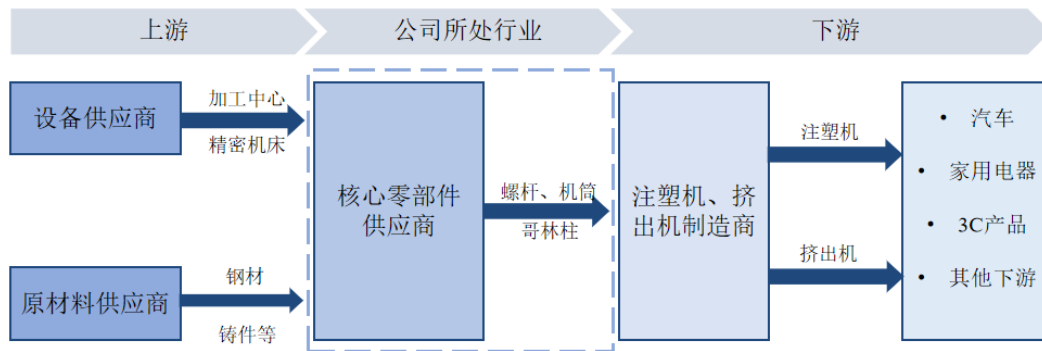 上游
公司所处行业
下游
设备供应商
加工中心
精密机床
原材料供应商
钢材
铸件等
核心零部件
供应商
螺杆、机筒
哥林柱
注塑机、挤
出机制造商
注塑机
挤出机
• 汽车
• 家用电器
• 3C产品
• 其他下游